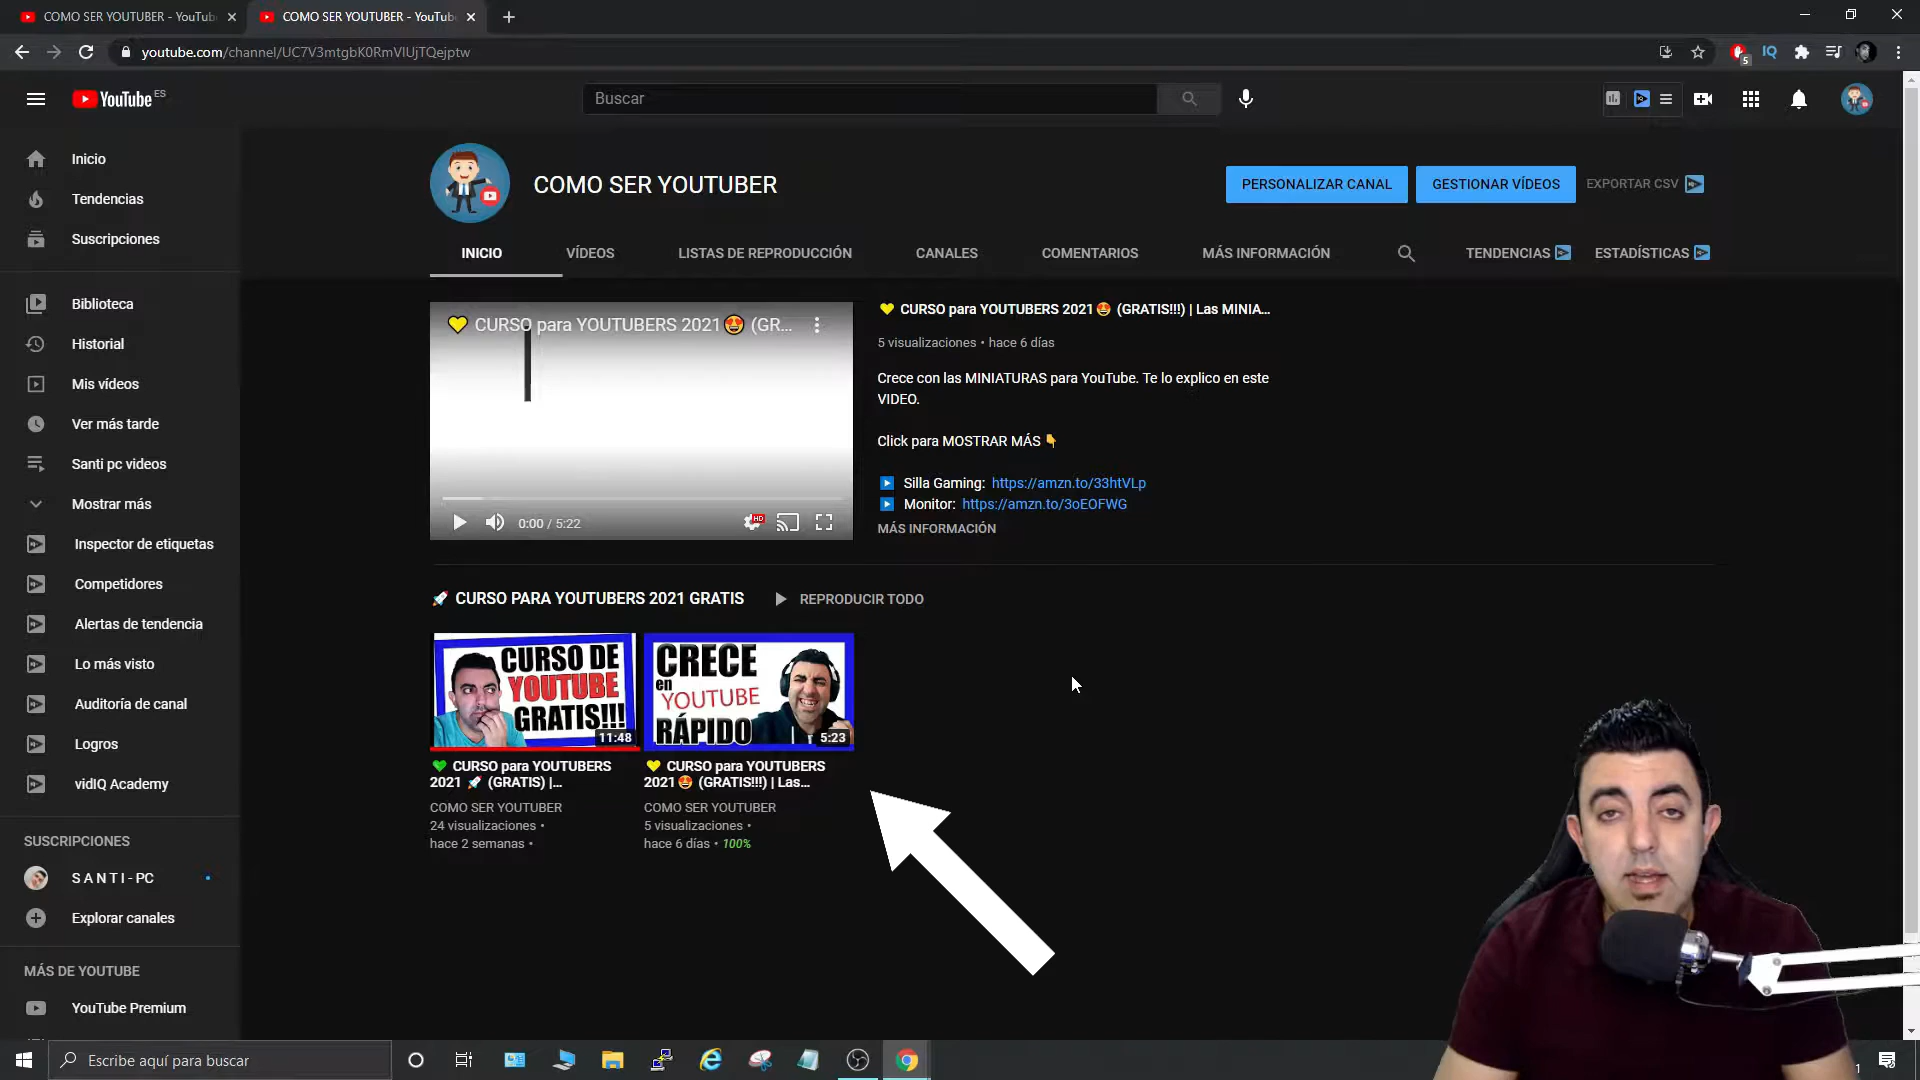 COMO SER YOUTUBER - YouTube
COMO SER YOUTUBER - YouTube
youtube.com/channel/UC7V3mtgbK0RmVIUjTQejptw
5
IQ
YouTube ES
Buscar
Inicio
Tendencias
Suscripciones
Biblioteca
Historial
Mis vídeos
Ver más tarde
Santi pc videos
Mostrar más
Inspector de etiquetas
Competidores
Alertas de tendencia
Lo más visto
Auditoría de canal
Logros
vidIQ Academy
SUSCRIPCIONES
S A N T I - PC
Explorar canales
MÁS DE YOUTUBE
YouTube Premium
COMO SER YOUTUBER
PERSONALIZAR CANAL
GESTIONAR VÍDEOS
EXPORTAR CSV
INICIO
VÍDEOS
LISTAS DE REPRODUCCIÓN
CANALES
COMENTARIOS
MÁS INFORMACIÓN
TENDENCIAS
ESTADÍSTICAS
💛 CURSO para YOUTUBERS 2021🤩 (GR...
HD
0:00 / 5:22
💛 CURSO para YOUTUBERS 2021🤩 (GRATIS!!!) | Las MINIA...
5 visualizaciones • hace 6 días
Crece con las MINIATURAS para YouTube. Te lo explico en este
VIDEO.
Click para MOSTRAR MÁS 👇
▶ Silla Gaming: https://amzn.to/33htVLp
▶ Monitor: https://amzn.to/3oEOFWG
MÁS INFORMACIÓN
🚀 CURSO PARA YOUTUBERS 2021 GRATIS
REPRODUCIR TODO
CURSO DE
YOUTUBE
GRATIS!!!
11:48
💚 CURSO para YOUTUBERS
2021 🚀 (GRATIS) |...
COMO SER YOUTUBER
24 visualizaciones •
hace 2 semanas •
CRECE
en
YOUTUBE
RÁPIDO
5:23
💛 CURSO para YOUTUBERS
2021🤩 (GRATIS!!!) | Las...
COMO SER YOUTUBER
5 visualizaciones •
hace 6 días • 100%
Escribe aquí para buscar
1